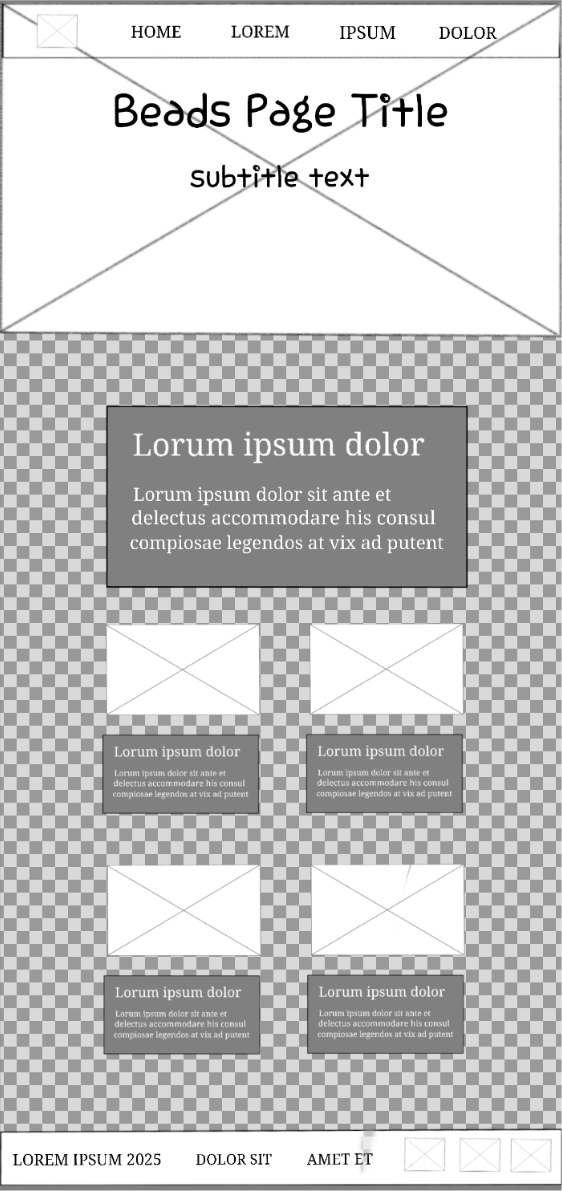 HOME LOREM IPSUM DOLOR
Beads Page Title
subtitle text
Lorum ipsum dolor
Lorum ipsum dolor sit ante et
delectus accommodare his consul
compiosae legendos at vix ad putent
Lorum ipsum dolor
Lorum ipsum dolor sit ante et
delectus accommodare his consul
compiosae legendos at vix ad putent
Lorum ipsum dolor
Lorum ipsum dolor sit ante et
delectus accommodare his consul
compiosae legendos at vix ad putent
Lorum ipsum dolor
Lorum ipsum dolor sit ante et
delectus accommodare his consul
compiosae legendos at vix ad putent
Lorum ipsum dolor
Lorum ipsum dolor sit ante et
delectus accommodare his consul
compiosae legendos at vix ad putent
LOREM IPSUM 2025 DOLOR SIT AMET ET